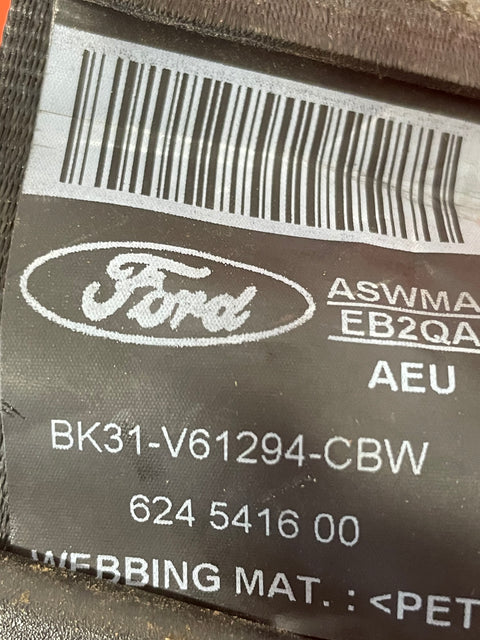 Ford
ASWMA
EB2QA
AEU
BK31-V61294-CBW
624 5416 00
WEBBING MAT. : <PET